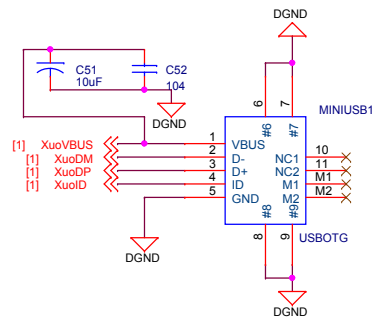 DGND
C51
10uF
C52
104
DGND
6
7
MINIUSB1
#6
#7
[1] XuoVBUS
1
VBUS
[1] XuoDM
2
D-
NC1
10
[1] XuoDP
3
D+
NC2
11
[1] XuoID
4
ID
M1
M1
5
GND
M2
M2
#8
#9
USBOTG
8
9
DGND
DGND